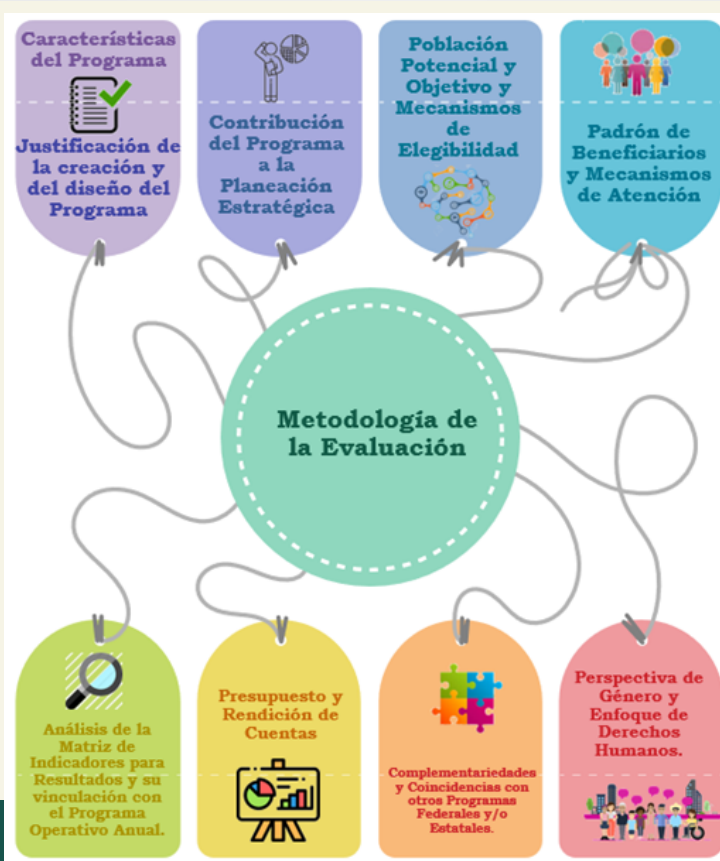 Características
del Programa
Justificación de
la creación y
del diseño del
Programa
Contribución
del Programa
a la
Planeación
Estratégica
Población
Potencial y
Objetivo y
Mecanismos
de
Elegibilidad
Padrón de
Beneficiarios
y Mecanismos
de Atención
Metodología de
la Evaluación
Análisis de la
Matriz de
Indicadores para
Resultados y su
vinculación con
el Programa
Operativo Anual.
Presupuesto y
Rendición de
Cuentas
Complementariedades
y Coincidencias con
otros Programas
Federales y/o
Estatales.
Perspectiva de
Género y
Enfoque de
Derechos
Humanos.